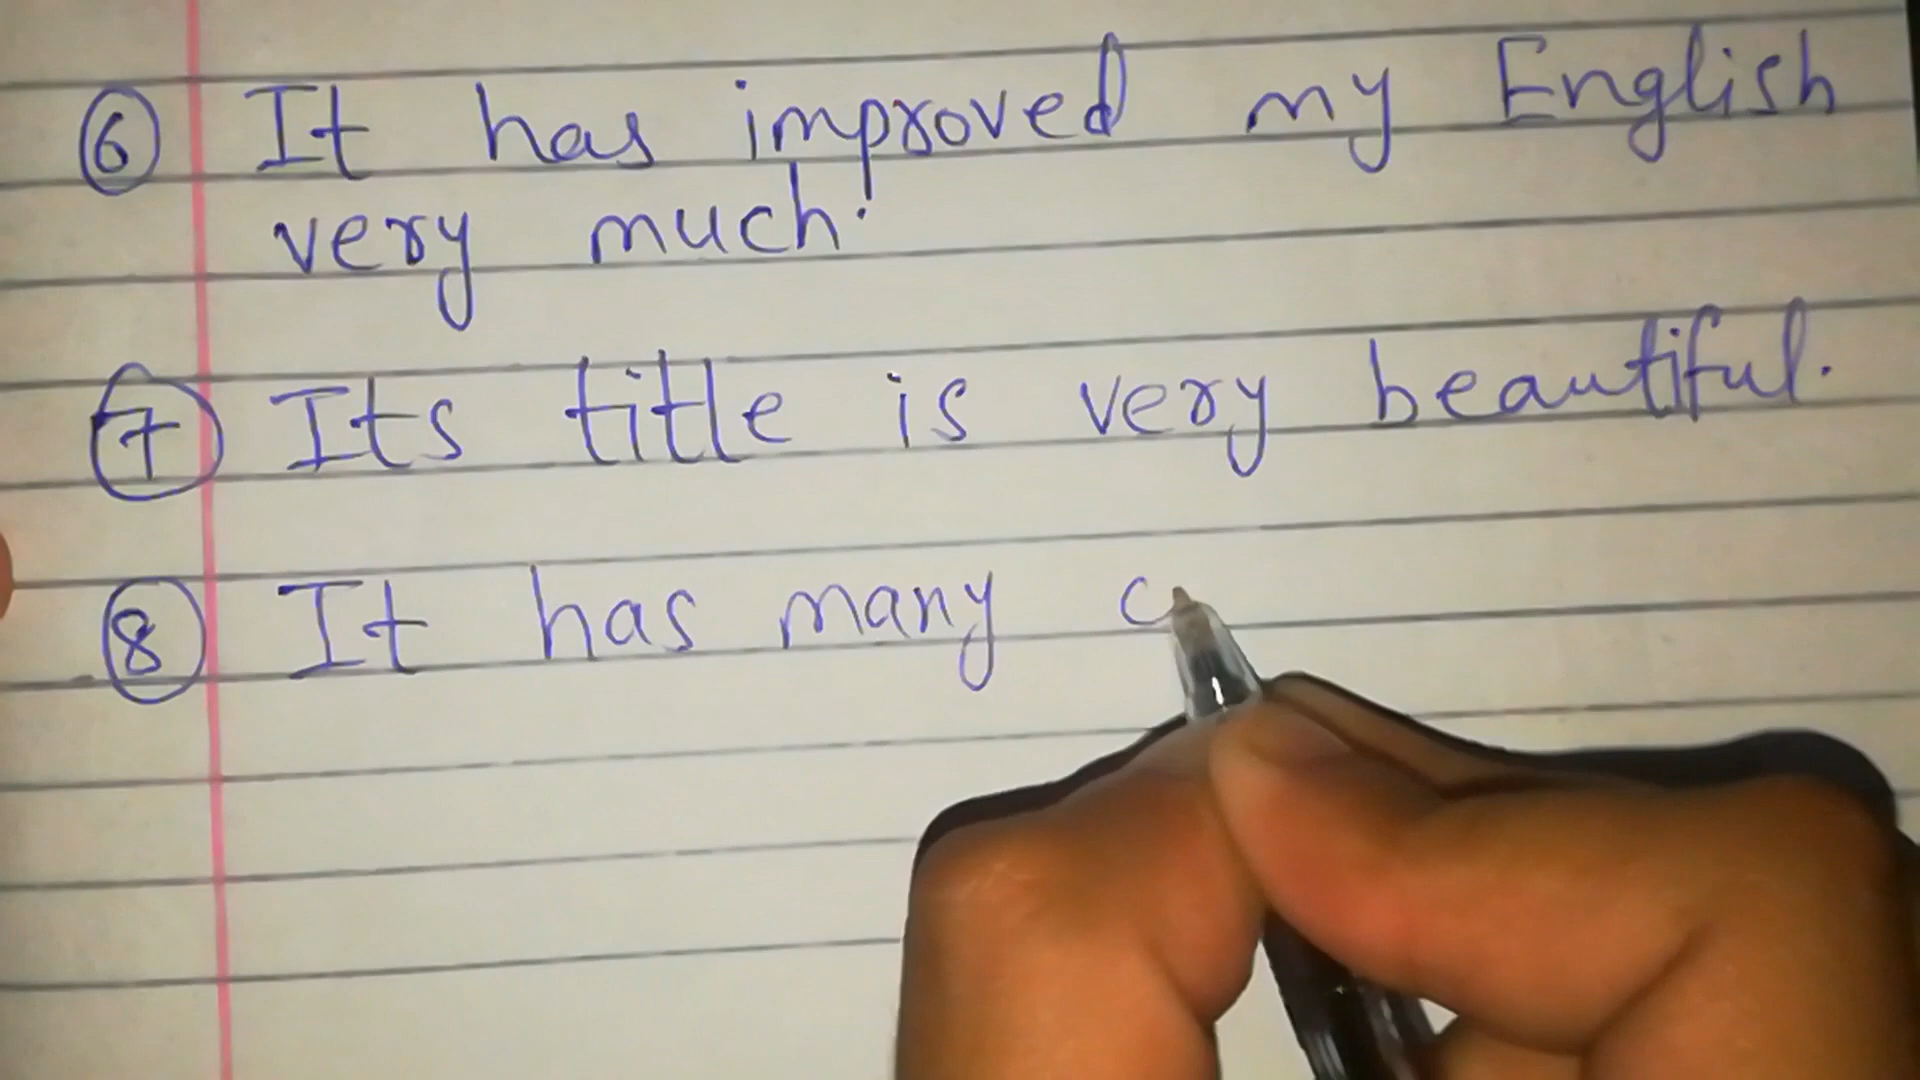 6 It has improved my English
very much.
7 Its title is very beautiful.
8 It has many c